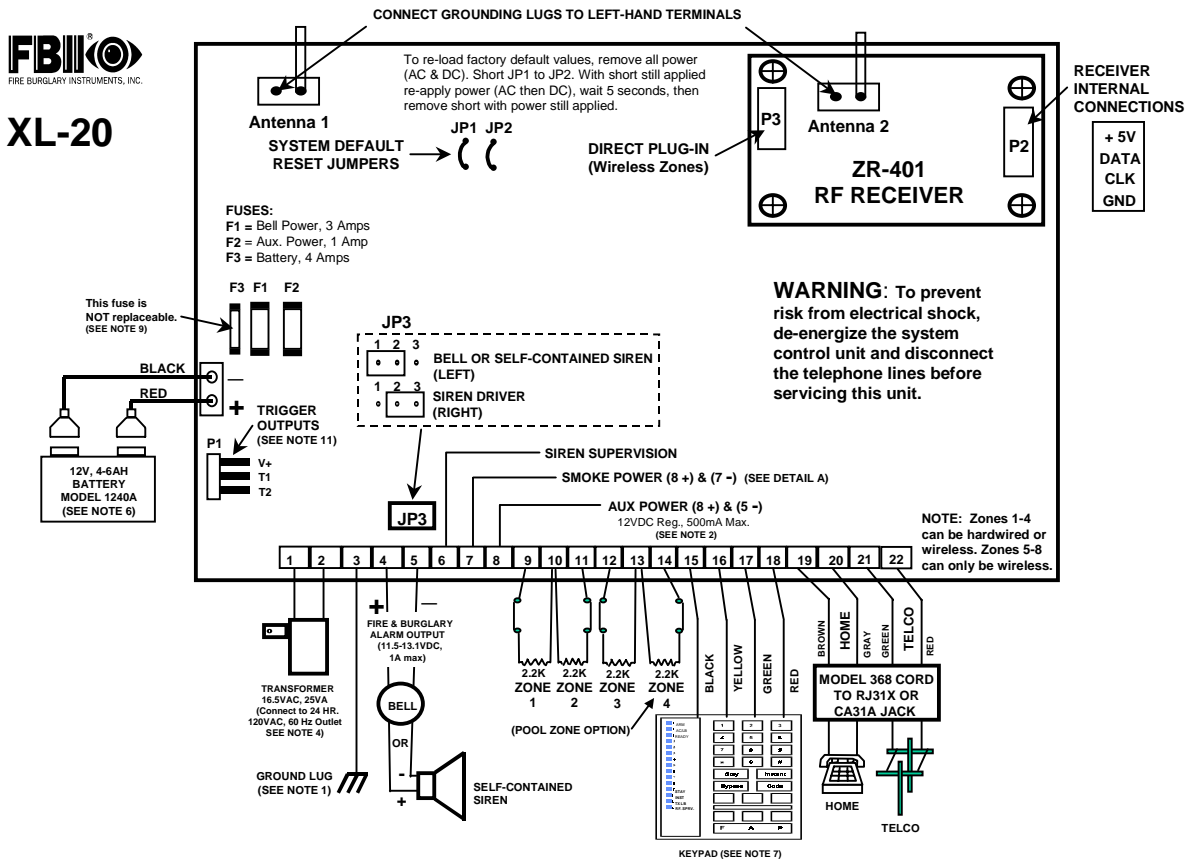 CONNECT GROUNDING LUGS TO LEFT-HAND TERMINALS
FBII®
FIRE BURGLARY INSTRUMENTS, INC.
XL-20
To re-load factory default values, remove all power
(AC & DC). Short JP1 to JP2. With short still applied
re-apply power (AC then DC), wait 5 seconds, then
remove short with power still applied.
Antenna 1
SYSTEM DEFAULT
RESET JUMPERS
JP1 JP2
DIRECT PLUG-IN
(Wireless Zones)
P3
Antenna 2
P2
ZR-401
RF RECEIVER
RECEIVER
INTERNAL
CONNECTIONS
+ 5V
DATA
CLK
GND
FUSES:
F1 = Bell Power, 3 Amps
F2 = Aux. Power, 1 Amp
F3 = Battery, 4 Amps
F3 F1 F2
This fuse is
NOT replaceable.
(SEE NOTE 9)
WARNING: To prevent
risk from electrical shock,
de-energize the system
control unit and disconnect
the telephone lines before
servicing this unit.
JP3
1 2 3
BELL OR SELF-CONTAINED SIREN
(LEFT)
1 2 3
SIREN DRIVER
(RIGHT)
BLACK
–
RED
+
TRIGGER
OUTPUTS
(SEE NOTE 11)
P1
V+
T1
T2
12V, 4-6AH
BATTERY
MODEL 1240A
(SEE NOTE 6)
SIREN SUPERVISION
SMOKE POWER (8 +) & (7 -) (SEE DETAIL A)
AUX POWER (8 +) & (5 -)
12VDC Reg., 500mA Max.
(SEE NOTE 2)
JP3
NOTE: Zones 1-4
can be hardwired or
wireless. Zones 5-8
can only be wireless.
1 2 3 4 5 6 7 8 9 10 11 12 13 14 15 16 17 18 19 20 21 22
+ –
FIRE & BURGLARY
ALARM OUTPUT
(11.5-13.1VDC,
1A max)
BELL
OR
-
+
SELF-CONTAINED
SIREN
TRANSFORMER
16.5VAC, 25VA
(Connect to 24 HR.
120VAC, 60 Hz Outlet
SEE NOTE 4)
GROUND LUG
(SEE NOTE 1)
2.2K 2.2K 2.2K 2.2K
ZONE ZONE ZONE ZONE
1 2 3 4
(POOL ZONE OPTION)
BLACK
YELLOW
GREEN
RED
BROWN
HOME
GRAY
GREEN
TELCO
RED
MODEL 368 CORD
TO RJ31X OR
CA31A JACK
HOME
TELCO
ARM
READY
STAY
INST
1 2 3
7
#
Stay Instant
Bypass Code
F A P
KEYPAD (SEE NOTE 7)